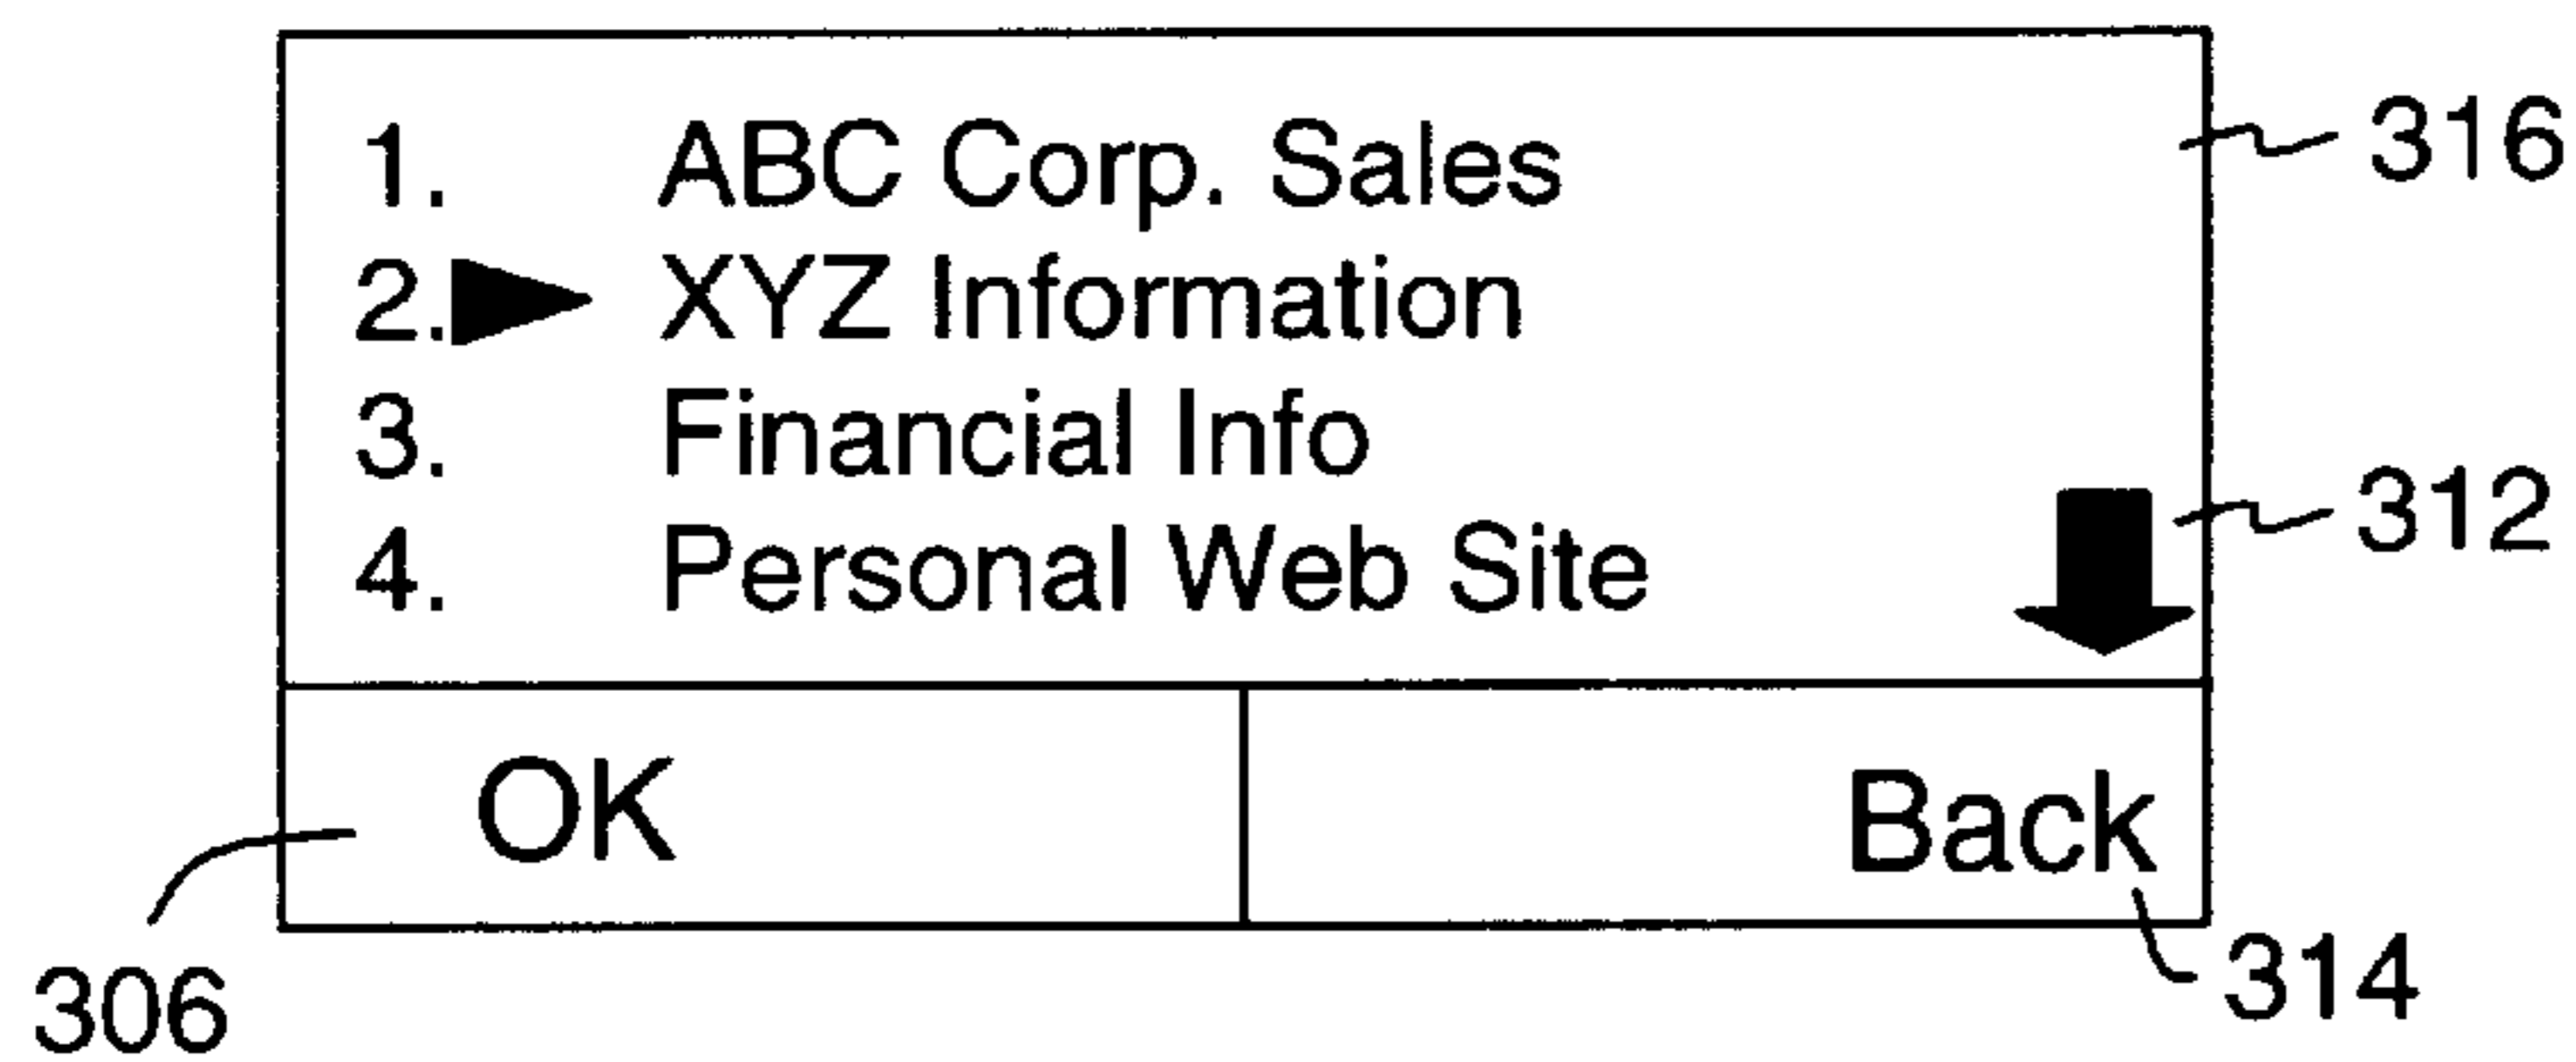 1. ABC Corp. Sales
316
2. XYZ Information
3. Financial Info
312
4. Personal Web Site
OK
Back
306
314